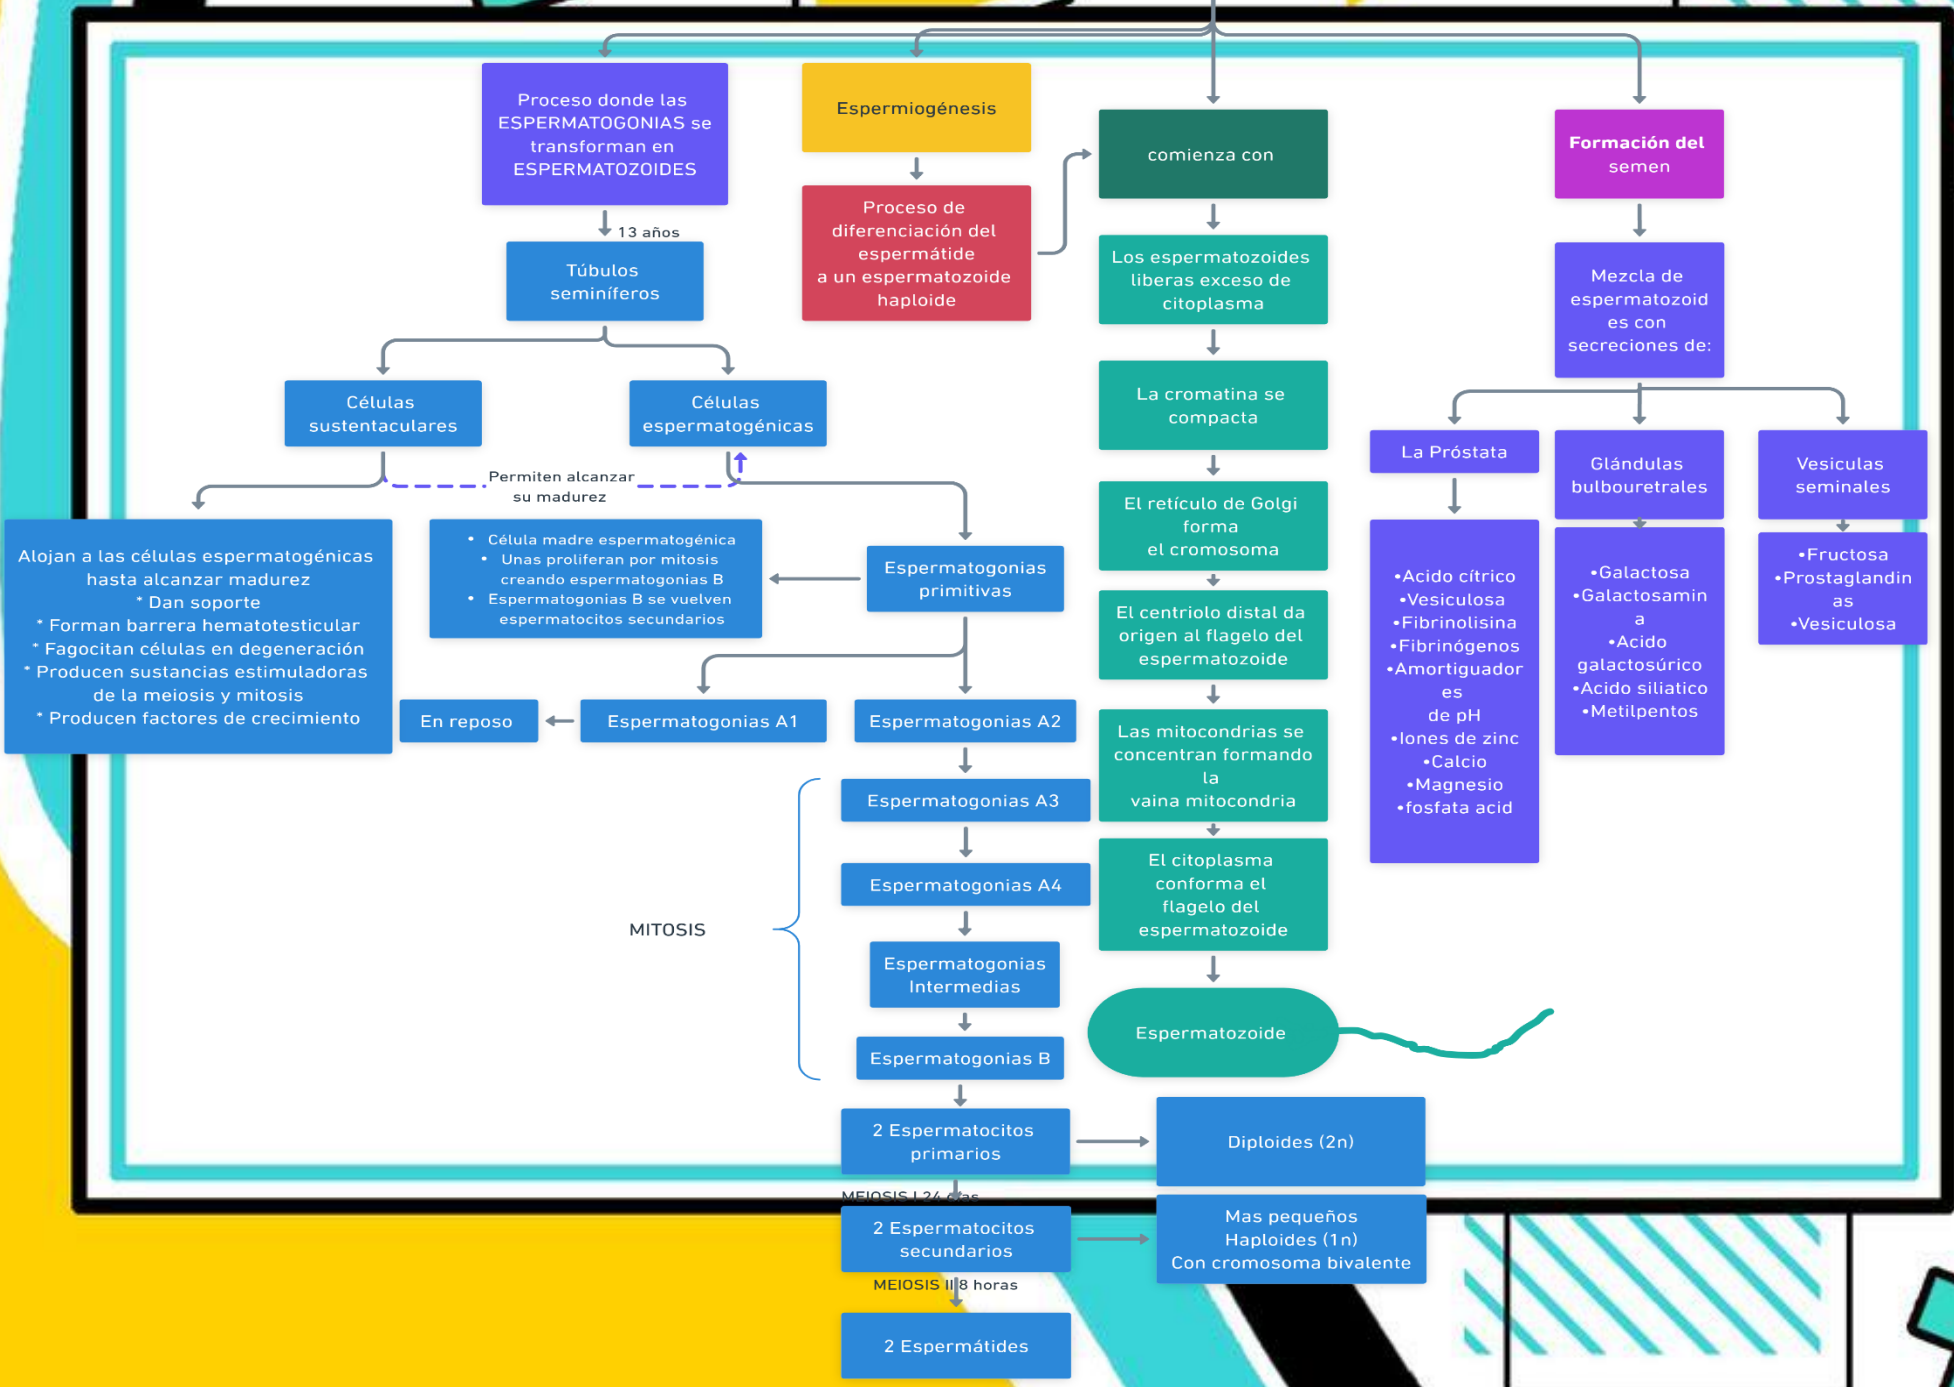 Proceso donde las
ESPERMATOGONIAS se
transforman en
ESPERMATOZOIDES
13 años
Túbulos
seminíferos
Células
sustentaculares
Células
espermatogénicas
Permiten alcanzar
su madurez
Alojan a las células espermatogénicas
hasta alcanzar madurez
* Dan soporte
* Forman barrera hematotesticular
* Fagocitan células en degeneración
* Producen sustancias estimuladoras
de la meiosis y mitosis
* Producen factores de crecimiento
• Célula madre espermatogénica
• Unas proliferan por mitosis
creando espermatogonias B
• Espermatogonias B se vuelven
espermatocitos secundarios
Espermatogonias
primitivas
En reposo
Espermatogonias A1
Espermatogonias A2
Espermatogonias A3
Espermatogonias A4
MITOSIS
Espermatogonias
Intermedias
Espermatogonias B
2 Espermatocitos
primarios
Diploides (2n)
MEIOSIS I 24 días
2 Espermatocitos
secundarios
Mas pequeños
Haploides (1n)
Con cromosoma bivalente
MEIOSIS II 8 horas
2 Espermátides
Espermiogénesis
Proceso de
diferenciación del
espermátide
a un espermatozoide
haploide
comienza con
Los espermatozoides
liberas exceso de
citoplasma
La cromatina se
compacta
El retículo de Golgi
forma
el cromosoma
El centriolo distal da
origen al flagelo del
espermatozoide
Las mitocondrias se
concentran formando
la
vaina mitocondria
El citoplasma
conforma el
flagelo del
espermatozoide
Espermatozoide
Formación del
semen
Mezcla de
espermatozoid
es con
secreciones de:
La Próstata
•Acido cítrico
•Vesiculosa
•Fibrinolisina
•Fibrinógenos
•Amortiguador
es
de pH
•Iones de zinc
•Calcio
•Magnesio
•fosfata acid
Glándulas
bulbouretrales
•Galactosa
•Galactosamin
a
•Acido
galactosúrico
•Acido siliatico
•Metilpentos
Vesiculas
seminales
•Fructosa
•Prostaglandin
as
•Vesiculosa